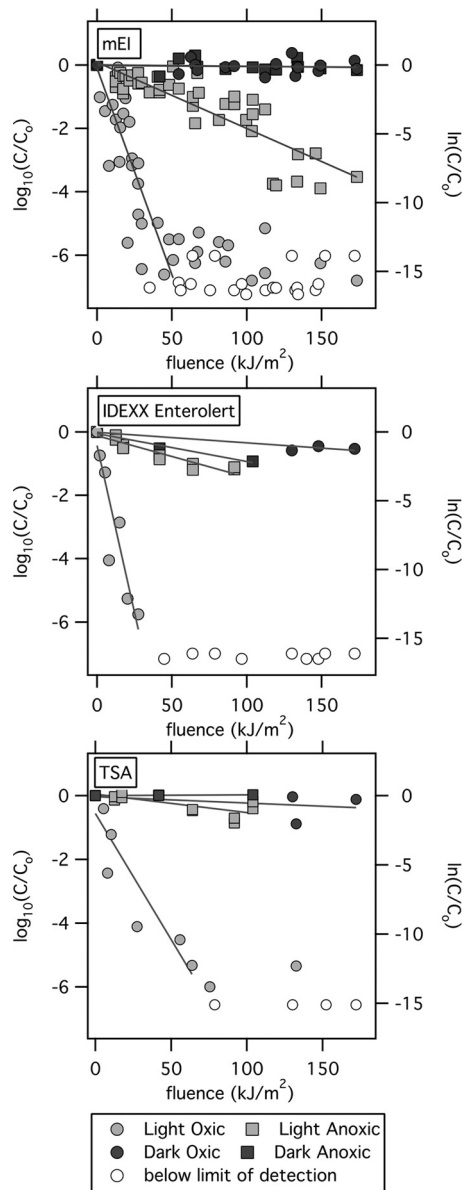 mEI
0
-2
-4
-6
log10(C/Co)
0
-5
-10
-15
ln(C/Co)
0 50 100 150
fluence (kJ/m²)
IDEXX Enterolert
0
-2
-4
-6
log10(C/Co)
0
-5
-10
-15
ln(C/Co)
0 50 100 150
fluence (kJ/m²)
TSA
0
-2
-4
-6
log10(C/Co)
0
-5
-10
-15
ln(C/Co)
0 50 100 150
fluence (kJ/m²)
Light Oxic Light Anoxic
Dark Oxic Dark Anoxic
below limit of detection